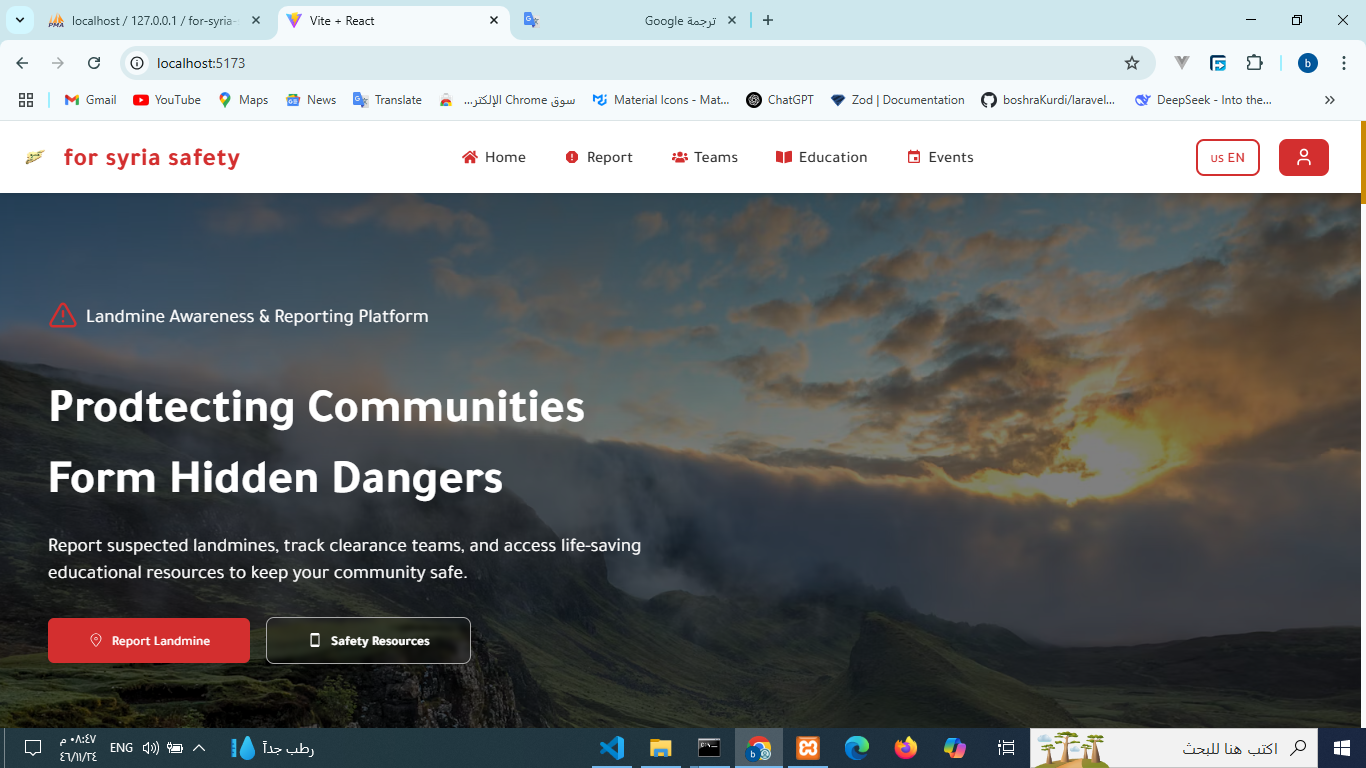 localhost / 127.0.0.1 / for-syria-
Vite + React
ترجمة Google
localhost:5173
b
Gmail
YouTube
Maps
News
Translate
سوق Chrome الإلكتر...
Material Icons - Mat...
ChatGPT
Zod | Documentation
boshraKurdi/laravel...
DeepSeek - Into the...
for syria safety
Home
Report
Teams
Education
Events
US EN
Landmine Awareness & Reporting Platform
Prodtecting Communities
Form Hidden Dangers
Report suspected landmines, track clearance teams, and access life-saving
educational resources to keep your community safe.
Report Landmine
Safety Resources
٠٨:٤٧ م
٤٦/١١/٢٤
ENG
رطب جداً
اكتب هنا للبحث